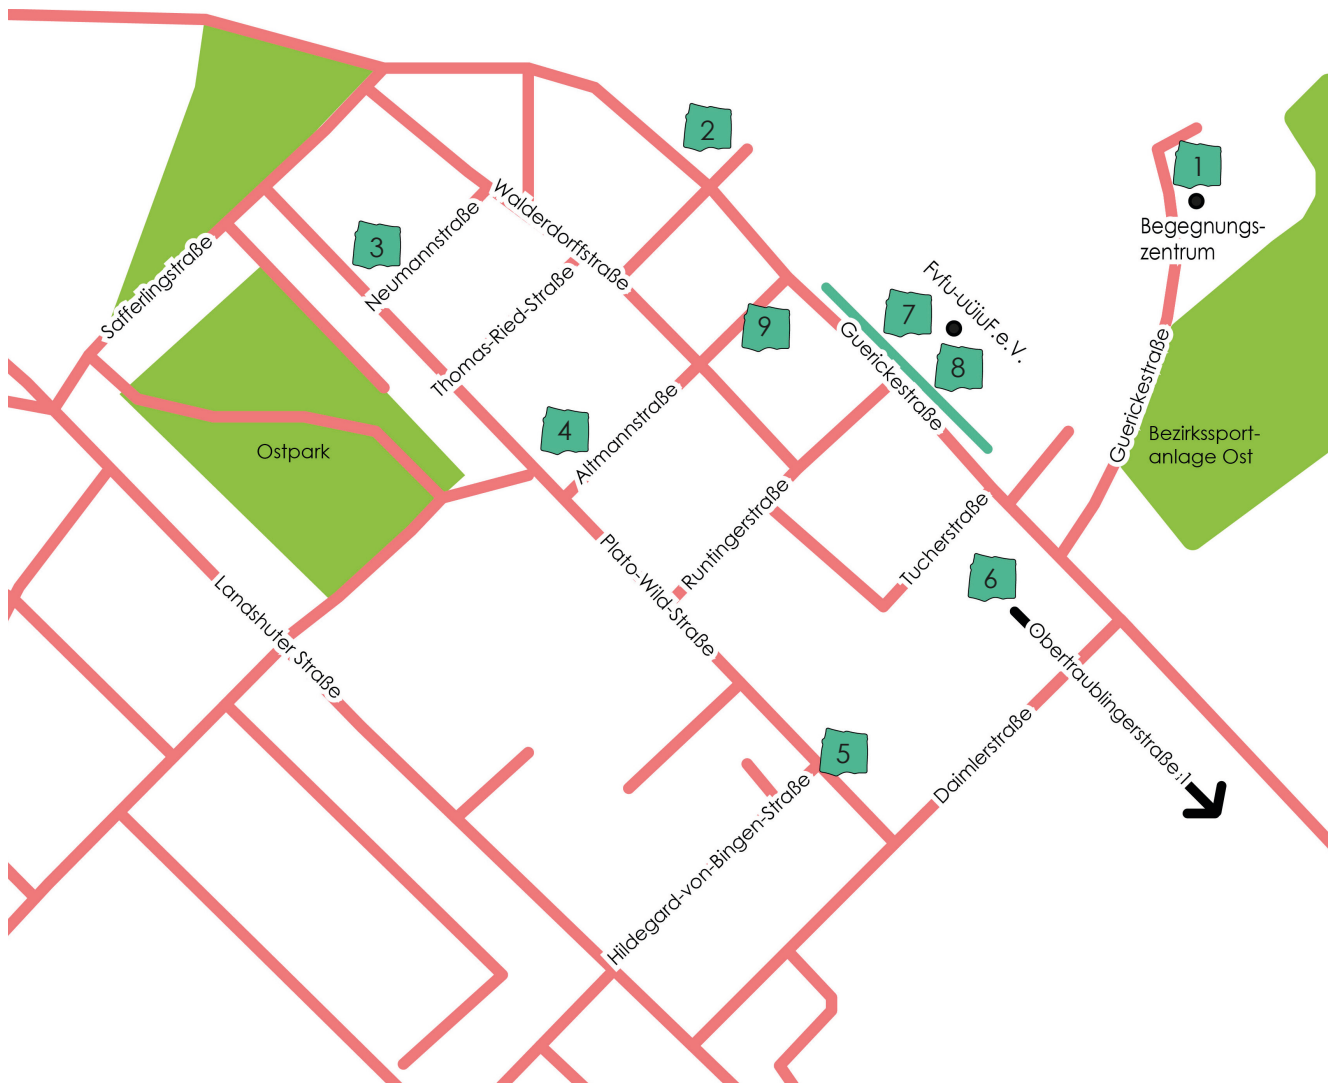 2
1
Begegnungs-
zentrum
Walderdorffstraße
3
Neumannstraße
Safferlingstraße
Thomas-Ried-Straße
Fvfu-uüiuF.e.V.
7
9
8
Guerickestraße
Guerickestraße
4
Altmannstraße
Ostpark
Bezirkssport-
anlage Ost
Runtingerstraße
Tucherstraße
Plato-Wild-Straße
6
Landshuter Straße
Obertraublingerstraße,1
5
Daimlerstraße
Hildegard-von-Bingen-Straße